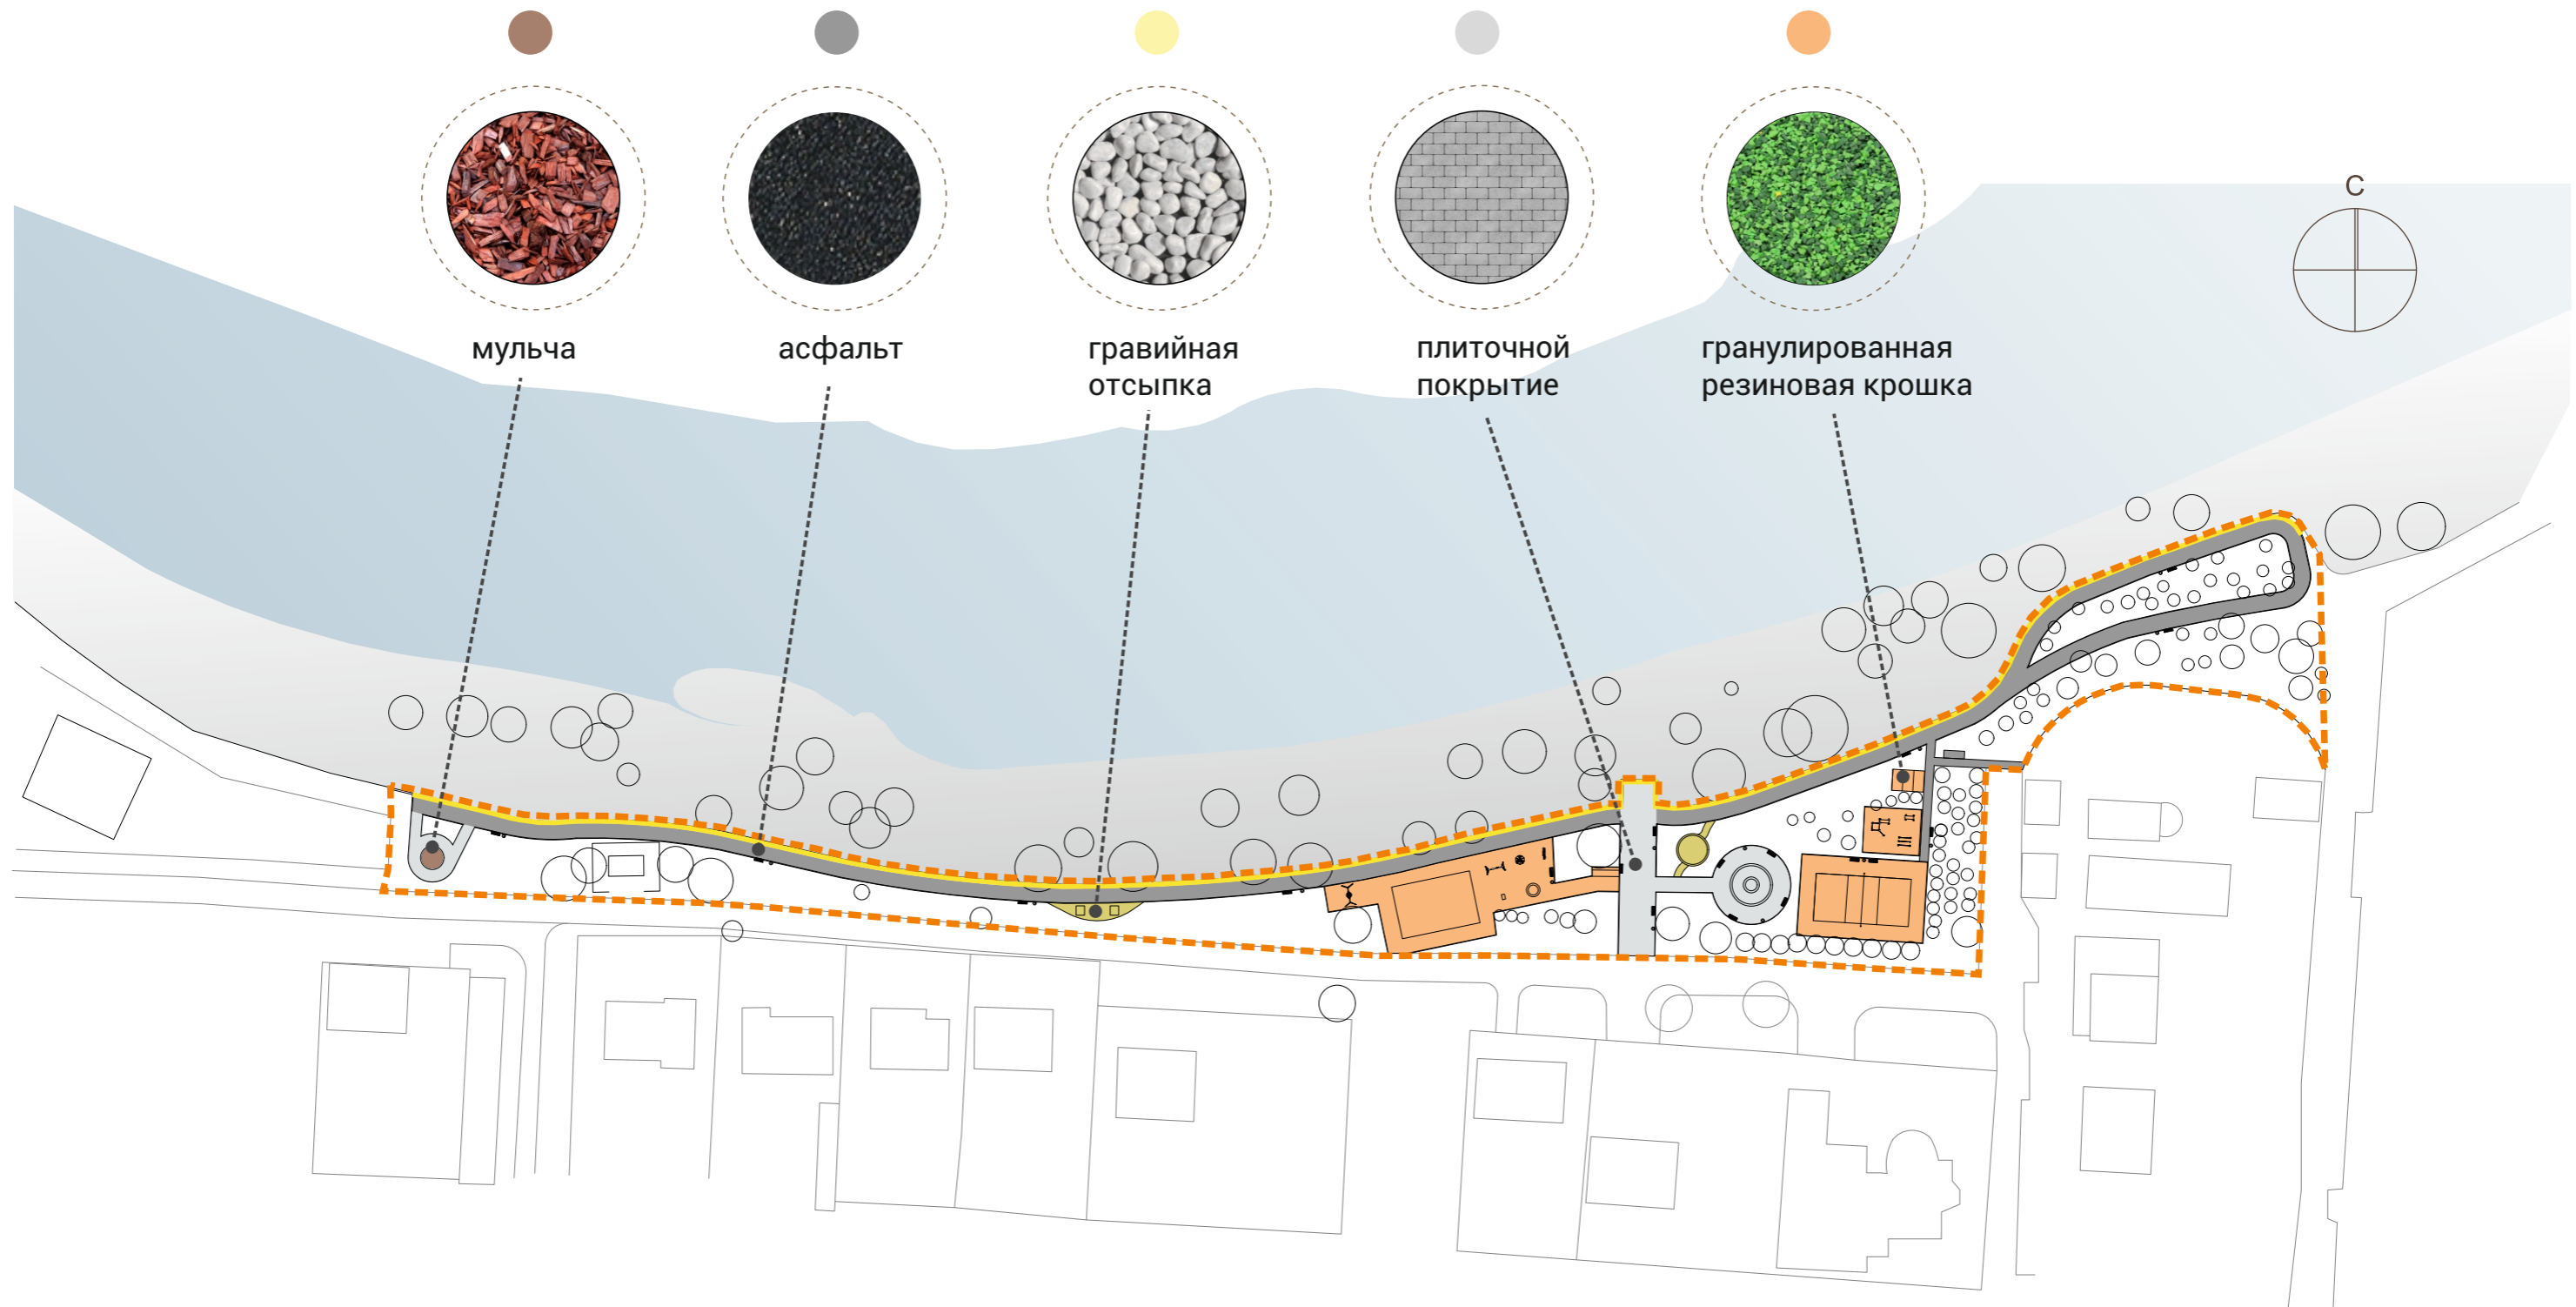 С
мульча
асфальт
гравийная
отсыпка
плиточной
покрытие
гранулированная
резиновая крошка